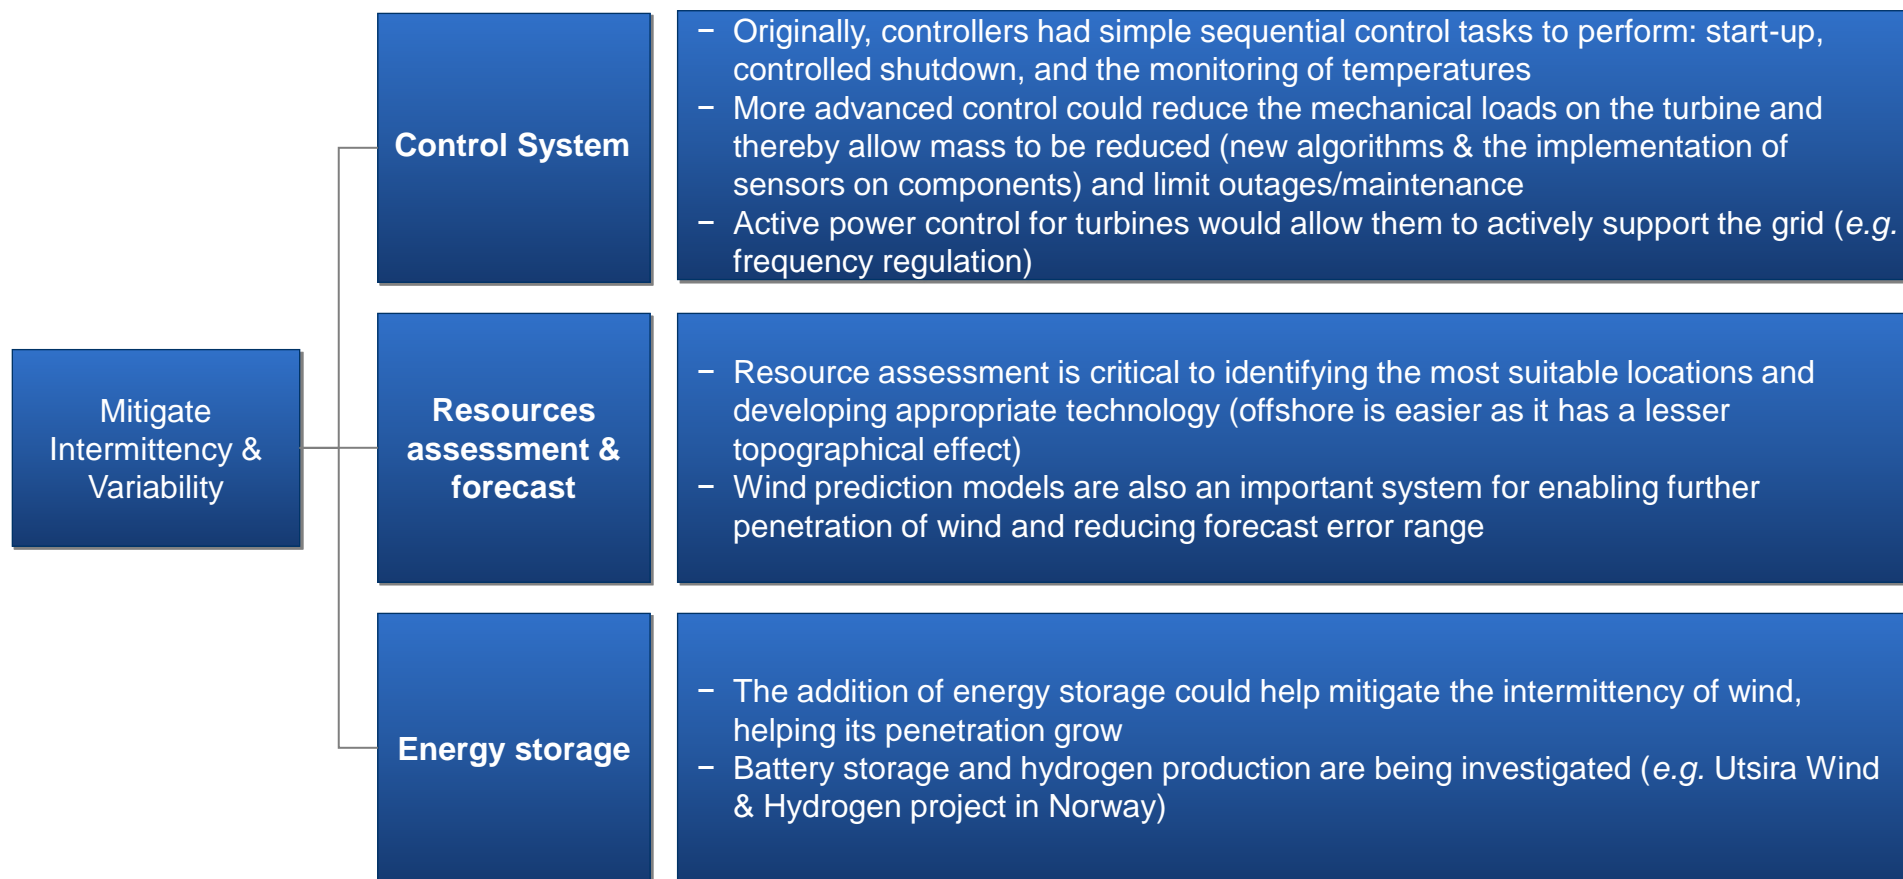 Mitigate
Intermittency &
Variability
Control System
− Originally, controllers had simple sequential control tasks to perform: start-up,
controlled shutdown, and the monitoring of temperatures
− More advanced control could reduce the mechanical loads on the turbine and
thereby allow mass to be reduced (new algorithms & the implementation of
sensors on components) and limit outages/maintenance
− Active power control for turbines would allow them to actively support the grid (e.g.
frequency regulation)
Resources
assessment &
forecast
− Resource assessment is critical to identifying the most suitable locations and
developing appropriate technology (offshore is easier as it has a lesser
topographical effect)
− Wind prediction models are also an important system for enabling further
penetration of wind and reducing forecast error range
Energy storage
− The addition of energy storage could help mitigate the intermittency of wind,
helping its penetration grow
− Battery storage and hydrogen production are being investigated (e.g. Utsira Wind
& Hydrogen project in Norway)